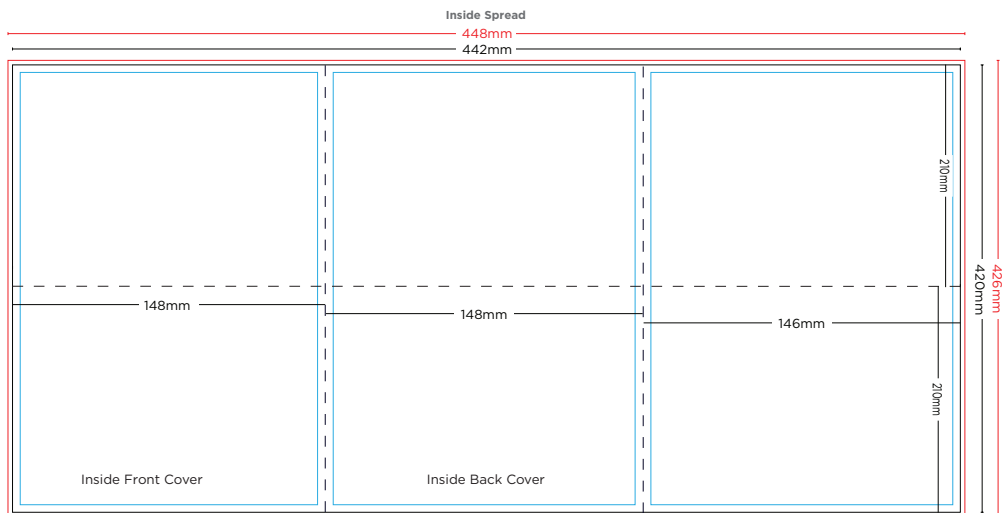 Inside Spread
448mm
442mm
210mm
420mm
426mm
148mm
148mm
146mm
210mm
Inside Front Cover
Inside Back Cover